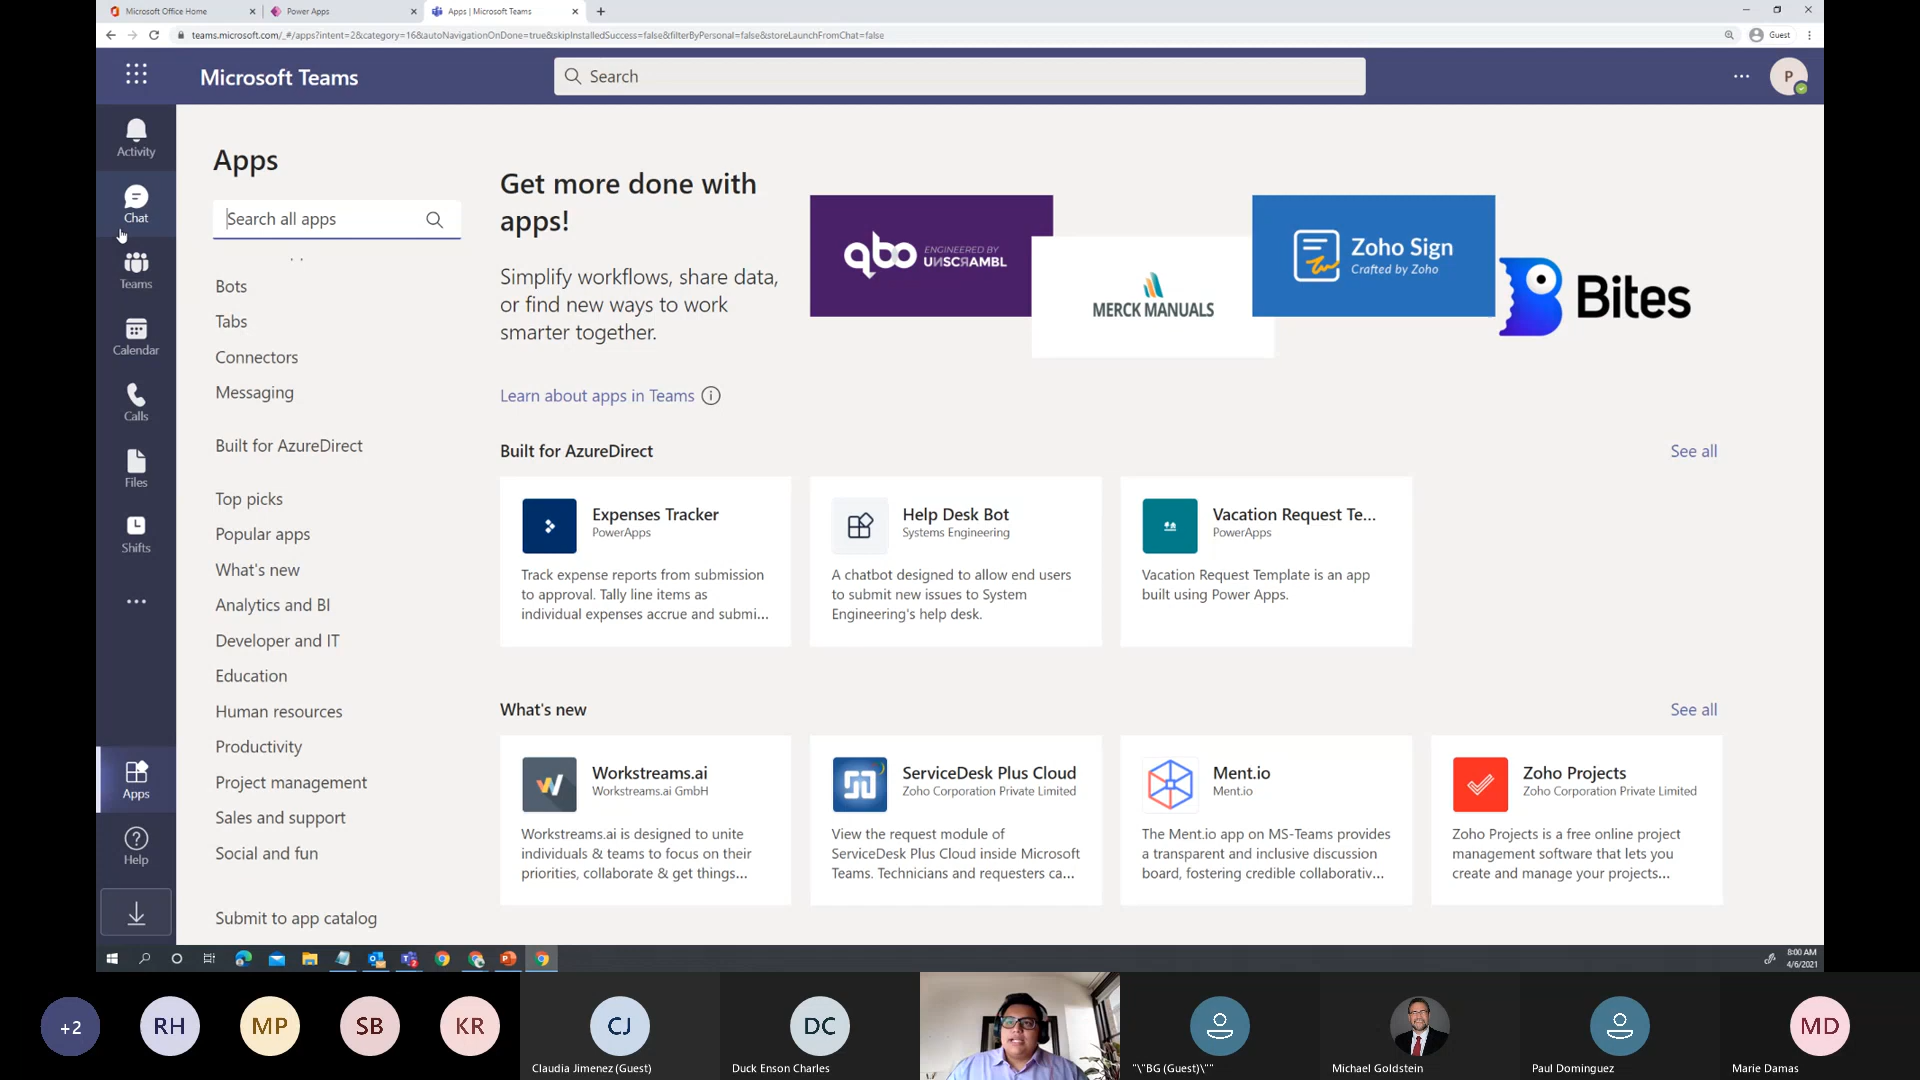 Microsoft Office Home
Power Apps
Apps | Microsoft Teams
teams.microsoft.com/_#/apps?intent=2&category=16&autoNavigationOnDone=true&skipInstalledSuccess=false&filterByPersonal=false&storeLaunchFromChat=false
Guest
Microsoft Teams
Search
P
Activity
Chat
Teams
Calendar
Calls
Files
Shifts
Apps
Help
Apps
Search all apps
Bots
Tabs
Connectors
Messaging
Built for AzureDirect
Top picks
Popular apps
What's new
Analytics and BI
Developer and IT
Education
Human resources
Productivity
Project management
Sales and support
Social and fun
Submit to app catalog
Get more done with
apps!
Simplify workflows, share data,
or find new ways to work
smarter together.
Learn about apps in Teams
qbo ENGINEERED BY
UNSCRAMBL
MERCK MANUALS
Zoho Sign
Crafted by Zoho
Bites
Built for AzureDirect
See all
Expenses Tracker
PowerApps
Track expense reports from submission
to approval. Tally line items as
individual expenses accrue and submi...
Help Desk Bot
Systems Engineering
A chatbot designed to allow end users
to submit new issues to System
Engineering's help desk.
Vacation Request Te...
PowerApps
Vacation Request Template is an app
built using Power Apps.
What's new
See all
Workstreams.ai
Workstreams.ai GmbH
Workstreams.ai is designed to unite
individuals & teams to focus on their
priorities, collaborate & get things...
ServiceDesk Plus Cloud
Zoho Corporation Private Limited
View the request module of
ServiceDesk Plus Cloud inside Microsoft
Teams. Technicians and requesters ca...
Ment.io
Ment.io
The Ment.io app on MS-Teams provides
a transparent and inclusive discussion
board, fostering credible collaborativ...
Zoho Projects
Zoho Corporation Private Limited
Zoho Projects is a free online project
management software that lets you
create and manage your projects...
8:00 AM
4/6/2021
+2
RH
MP
SB
KR
CJ
Claudia Jimenez (Guest)
DC
Duck Enson Charles
"\"BG (Guest)\""
Michael Goldstein
Paul Dominguez
MD
Marie Damas